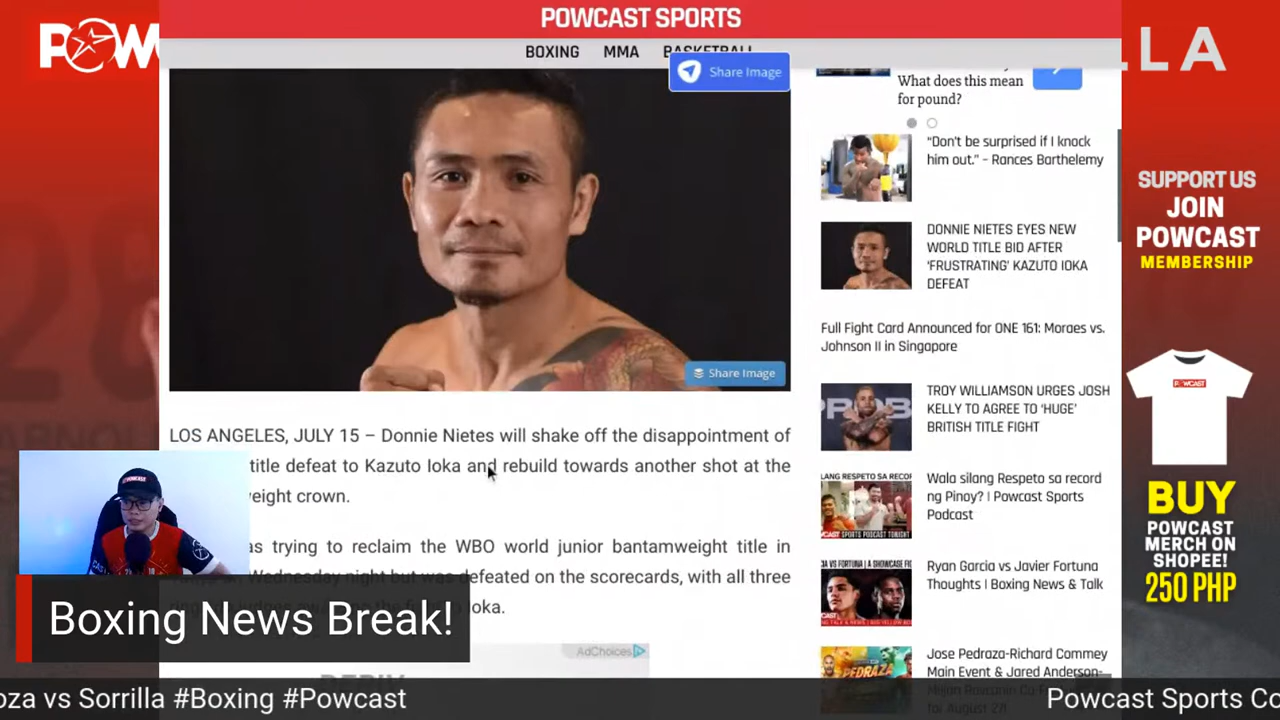 POWCAST SPORTS
POW
LLA
BOXING MMA BASKETBALL
Share Image
What does this mean
for pound?
"Don't be surprised if I knock
him out." – Rances Barthelemy
DONNIE NIETES EYES NEW
WORLD TITLE BID AFTER
'FRUSTRATING' KAZUTO IOKA
DEFEAT
Full Fight Card Announced for ONE 161: Moraes vs.
Johnson II in Singapore
Share Image
TROY WILLIAMSON URGES JOSH
KELLY TO AGREE TO 'HUGE'
BRITISH TITLE FIGHT
LOS ANGELES, JULY 15 – Donnie Nietes will shake off the disappointment of
title defeat to Kazuto Ioka and rebuild towards another shot at the
eight crown.
as trying to reclaim the WBO world junior bantamweight title in
Wednesday night but was defeated on the scorecards, with all three
oka.
Wala silang Respeto sa record
ng Pinoy? | Powcast Sports
Podcast
Ryan Garcia vs Javier Fortuna
Thoughts | Boxing News & Talk
Jose Pedraza-Richard Commey
Main Event & Jared Anderson-
for August 28
AdChoices
SUPPORT US
JOIN
POWCAST
MEMBERSHIP
POWCAST
BUY
POWCAST
MERCH ON
SHOPEE!
250 PHP
Boxing News Break!
oza vs Sorrilla #Boxing #Powcast
Powcast Sports Co